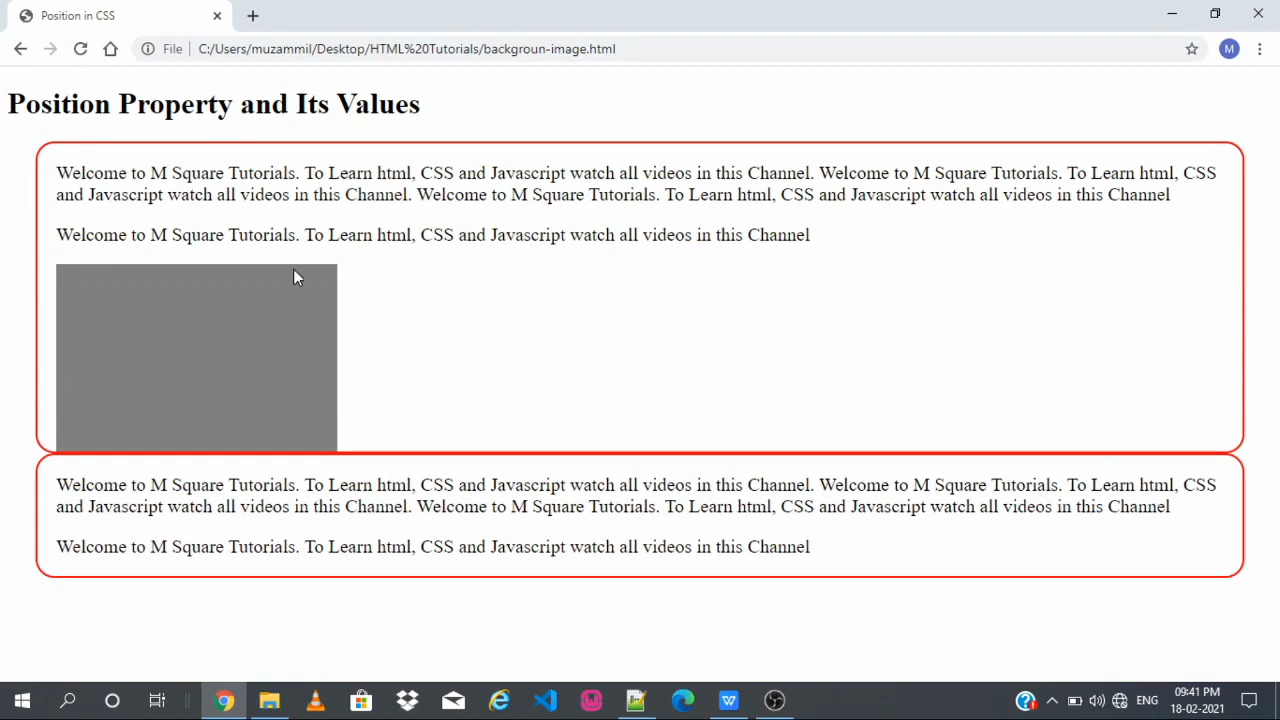 Position in CSS
File
C:/Users/muzammil/Desktop/HTML%20Tutorials/backgroun-image.html
M
Position Property and Its Values
Welcome to M Square Tutorials. To Learn html, CSS and Javascript watch all videos in this Channel. Welcome to M Square Tutorials. To Learn html, CSS
and Javascript watch all videos in this Channel. Welcome to M Square Tutorials. To Learn html, CSS and Javascript watch all videos in this Channel
Welcome to M Square Tutorials. To Learn html, CSS and Javascript watch all videos in this Channel
Welcome to M Square Tutorials. To Learn html, CSS and Javascript watch all videos in this Channel. Welcome to M Square Tutorials. To Learn html, CSS
and Javascript watch all videos in this Channel. Welcome to M Square Tutorials. To Learn html, CSS and Javascript watch all videos in this Channel
Welcome to M Square Tutorials. To Learn html, CSS and Javascript watch all videos in this Channel
ENG
09:41 PM
18-02-2021